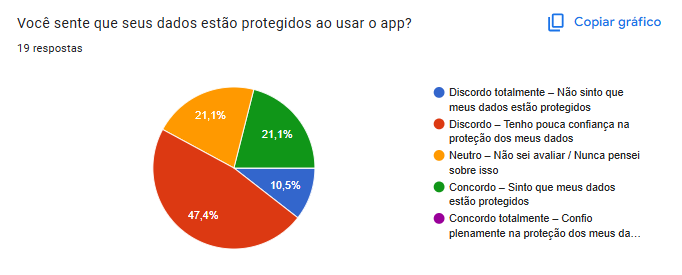 Você sente que seus dados estão protegidos ao usar o app?
Copiar gráfico
19 respostas
Discordo totalmente – Não sinto que
meus dados estão protegidos
Discordo – Tenho pouca confiança na
proteção dos meus dados
Neutro – Não sei avaliar / Nunca pensei
sobre isso
Concordo – Sinto que meus dados
estão protegidos
Concordo totalmente – Confio
plenamente na proteção dos meus da…
21,1%
21,1%
10,5%
47,4%